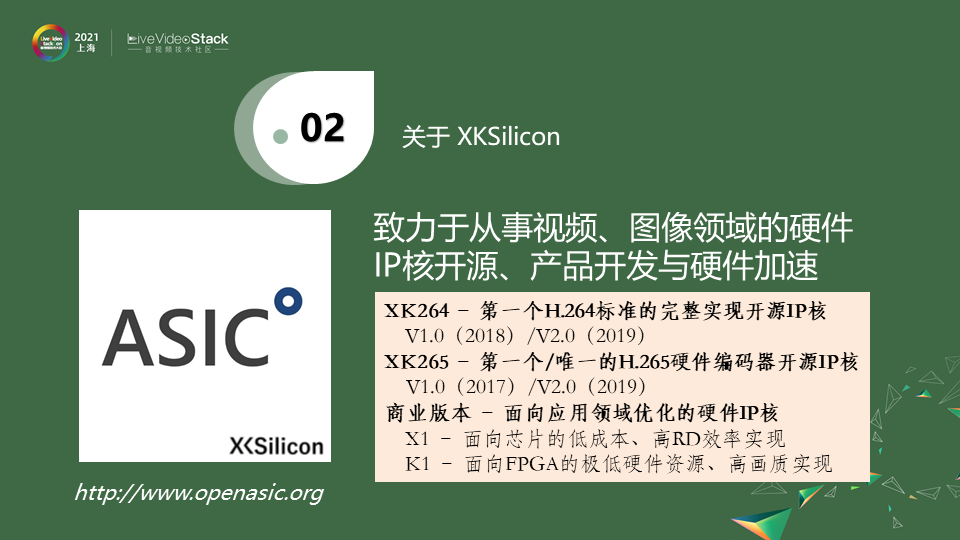 2021
上海
LiveVideoStack
音视频技术社区
02
关于 XKSilicon
致力于从事视频、图像领域的硬件
IP核开源、产品开发与硬件加速
ASIC
XKSilicon
http://www.openasic.org
XK264 – 第一个H.264标准的完整实现开源IP核
V1.0（2018）/V2.0（2019）
XK265 – 第一个/唯一的H.265硬件编码器开源IP核
V1.0（2017）/V2.0（2019）
商业版本 – 面向应用领域优化的硬件IP核
X1 – 面向芯片的低成本、高RD效率实现
K1 – 面向FPGA的极低硬件资源、高画质实现